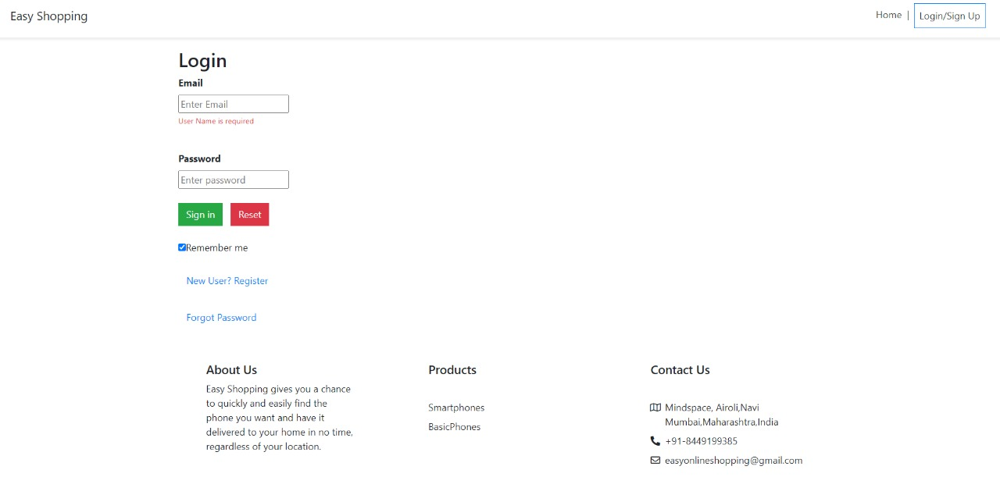 Easy Shopping
Home | Login/Sign Up
Login
Email
Enter Email
User Name is required
Password
Enter password
Sign in Reset
Remember me
New User? Register
Forgot Password
About Us
Easy Shopping gives you a chance
to quickly and easily find the
phone you want and have it
delivered to your home in no time,
regardless of your location.
Products
Smartphones
BasicPhones
Contact Us
Mindspace, Airoli,Navi
Mumbai,Maharashtra,India
+91-8449199385
easyonlineshopping@gmail.com